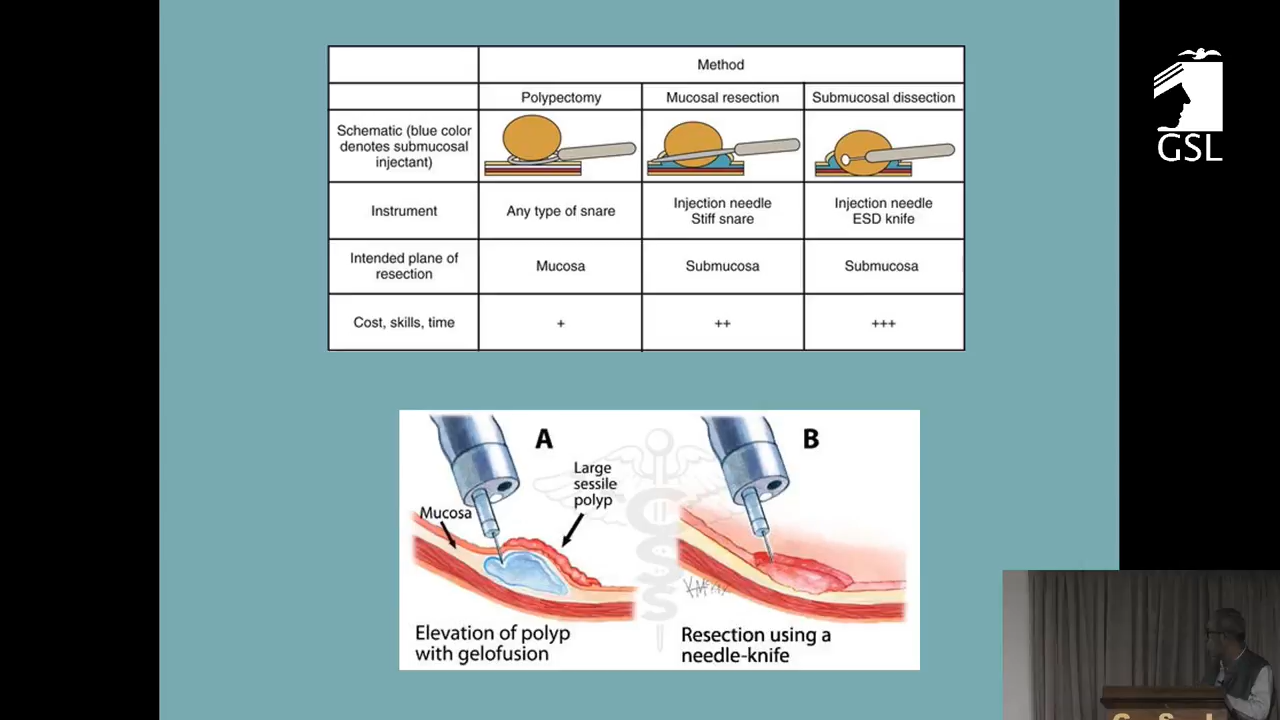 Method
Polypectomy
Mucosal resection
Submucosal dissection
Schematic (blue color
denotes submucosal
injectant)
Instrument
Any type of snare
Injection needle
Stiff snare
Injection needle
ESD knife
Intended plane of
resection
Mucosa
Submucosa
Submucosa
Cost, skills, time
+
++
+++
GSL
A
Large
sessile
polyp
Mucosa
Elevation of polyp
with gelofusion
B
Resection using a
needle-knife
CSSS
G S L